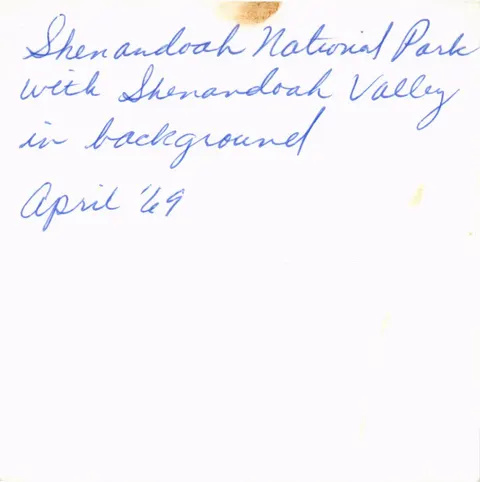 Shenandoah National Park
with Shenandoah Valley
in background
April '69